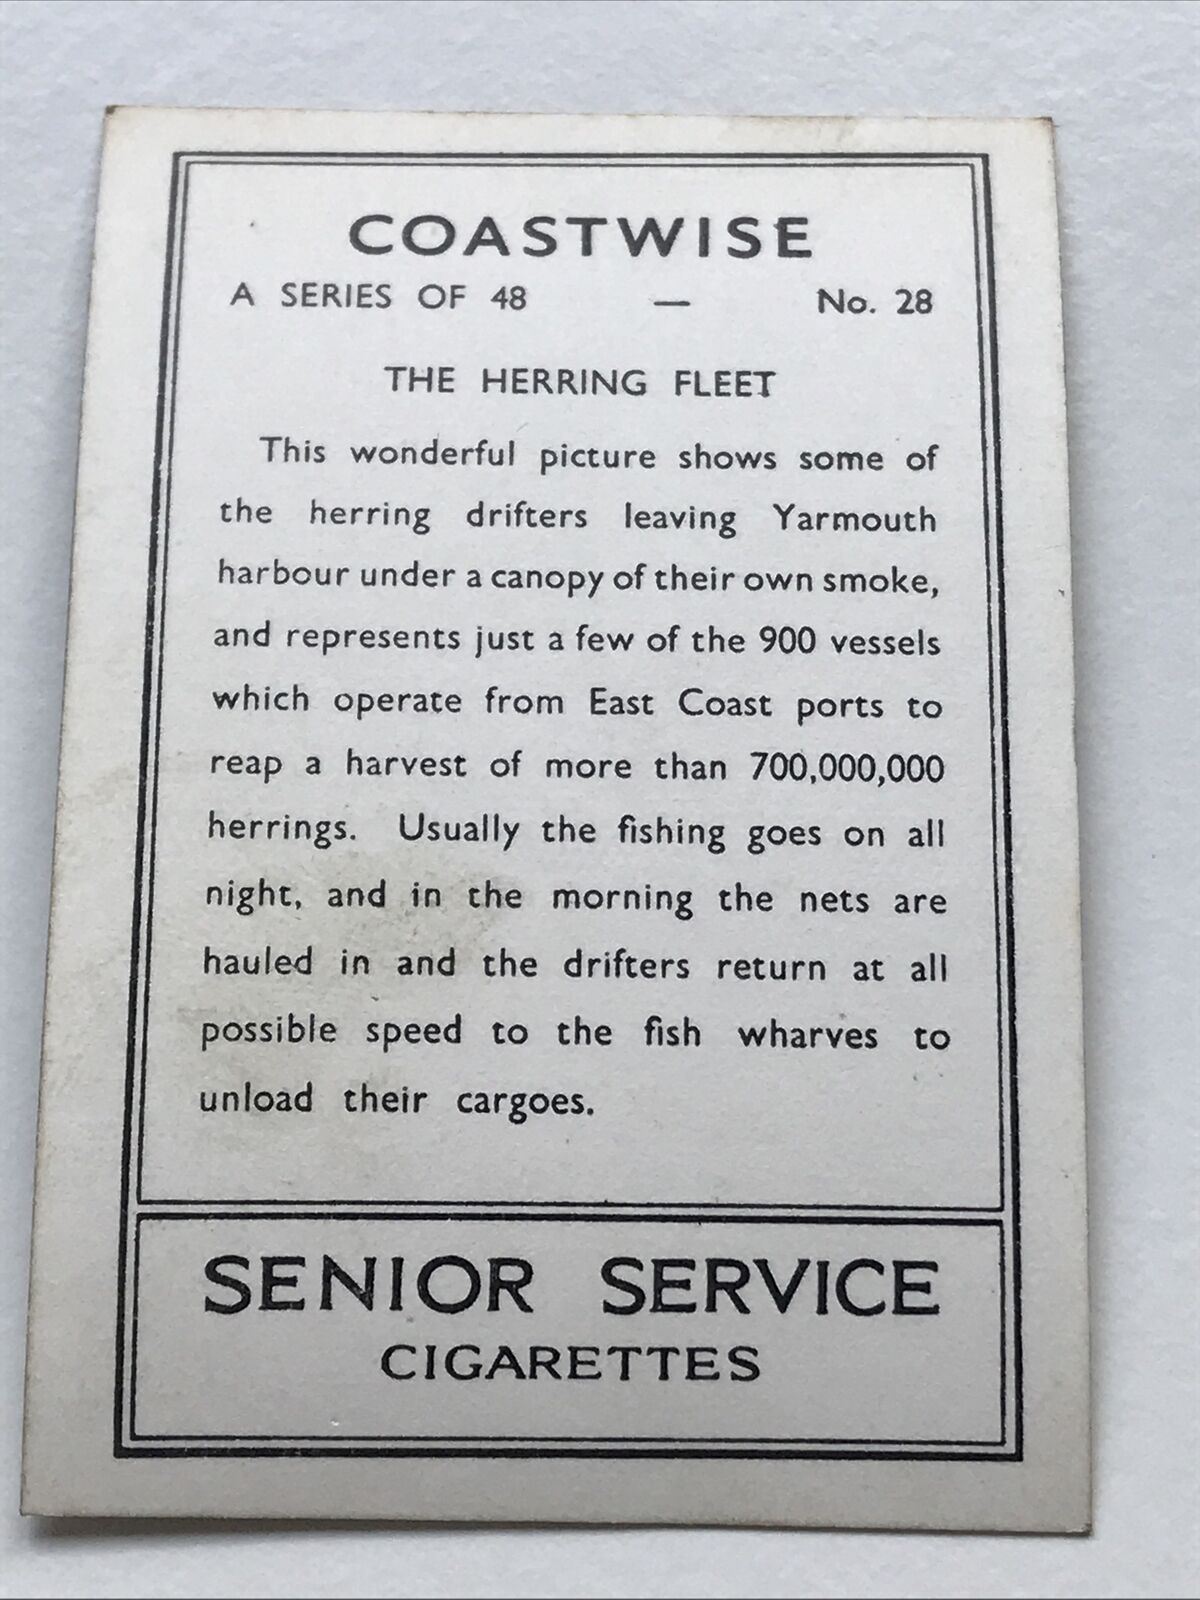 COASTWISE
A SERIES OF 48 — No. 28
THE HERRING FLEET
This wonderful picture shows some of
the herring drifters leaving Yarmouth
harbour under a canopy of their own smoke,
and represents just a few of the 900 vessels
which operate from East Coast ports to
reap a harvest of more than 700,000,000
herrings. Usually the fishing goes on all
night, and in the morning the nets are
hauled in and the drifters return at all
possible speed to the fish wharves to
unload their cargoes.
SENIOR SERVICE
CIGARETTES